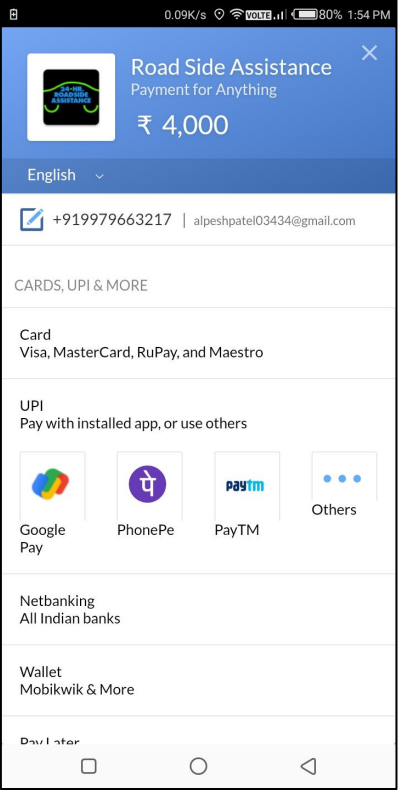 0.09K/s VOLTE 80% 1:54 PM
24-HR.
ROADSIDE
ASSISTANCE
Road Side Assistance
Payment for Anything
₹ 4,000
English
+919979663217 | alpeshpatel03434@gmail.com
CARDS, UPI & MORE
Card
Visa, MasterCard, RuPay, and Maestro
UPI
Pay with installed app, or use others
पे
paytm
Google
Pay
PhonePe
PayTM
Others
Netbanking
All Indian banks
Wallet
Mobikwik & More
Pay Later